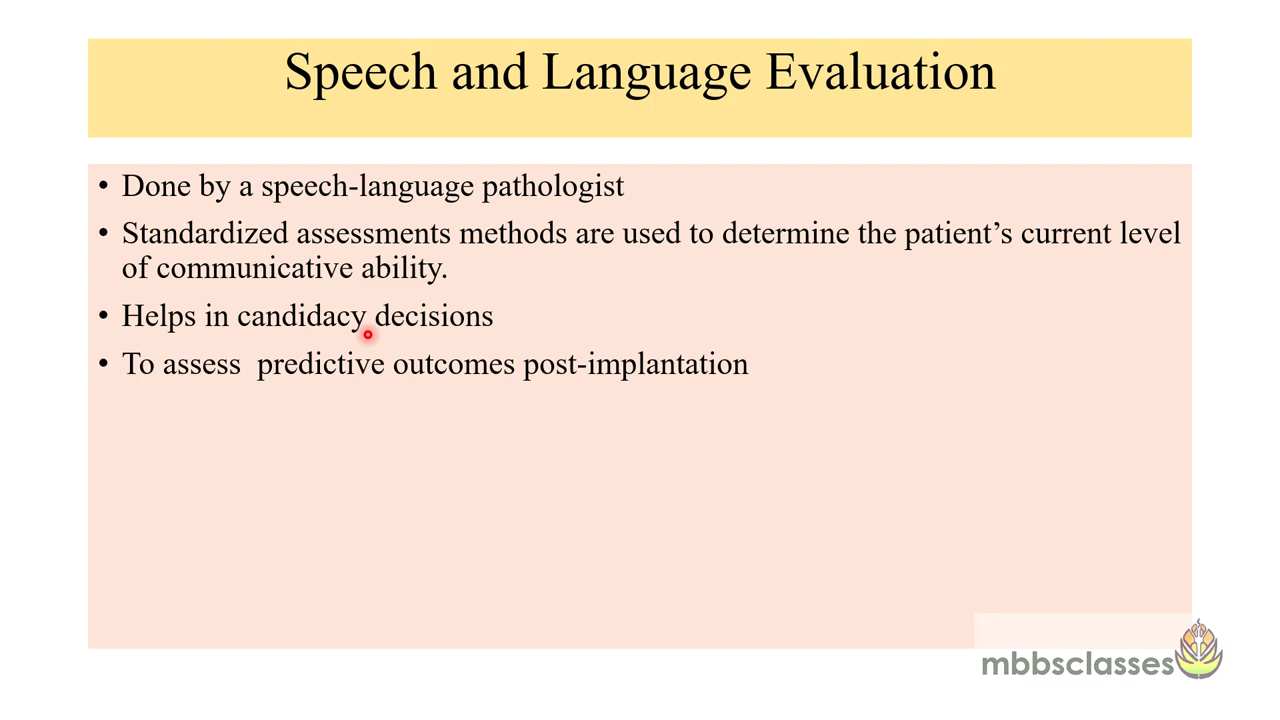 Speech and Language Evaluation
• Done by a speech-language pathologist
• Standardized assessments methods are used to determine the patient’s current level
of communicative ability.
• Helps in candidacy decisions
• To assess  predictive outcomes post-implantation
mbbsclasses